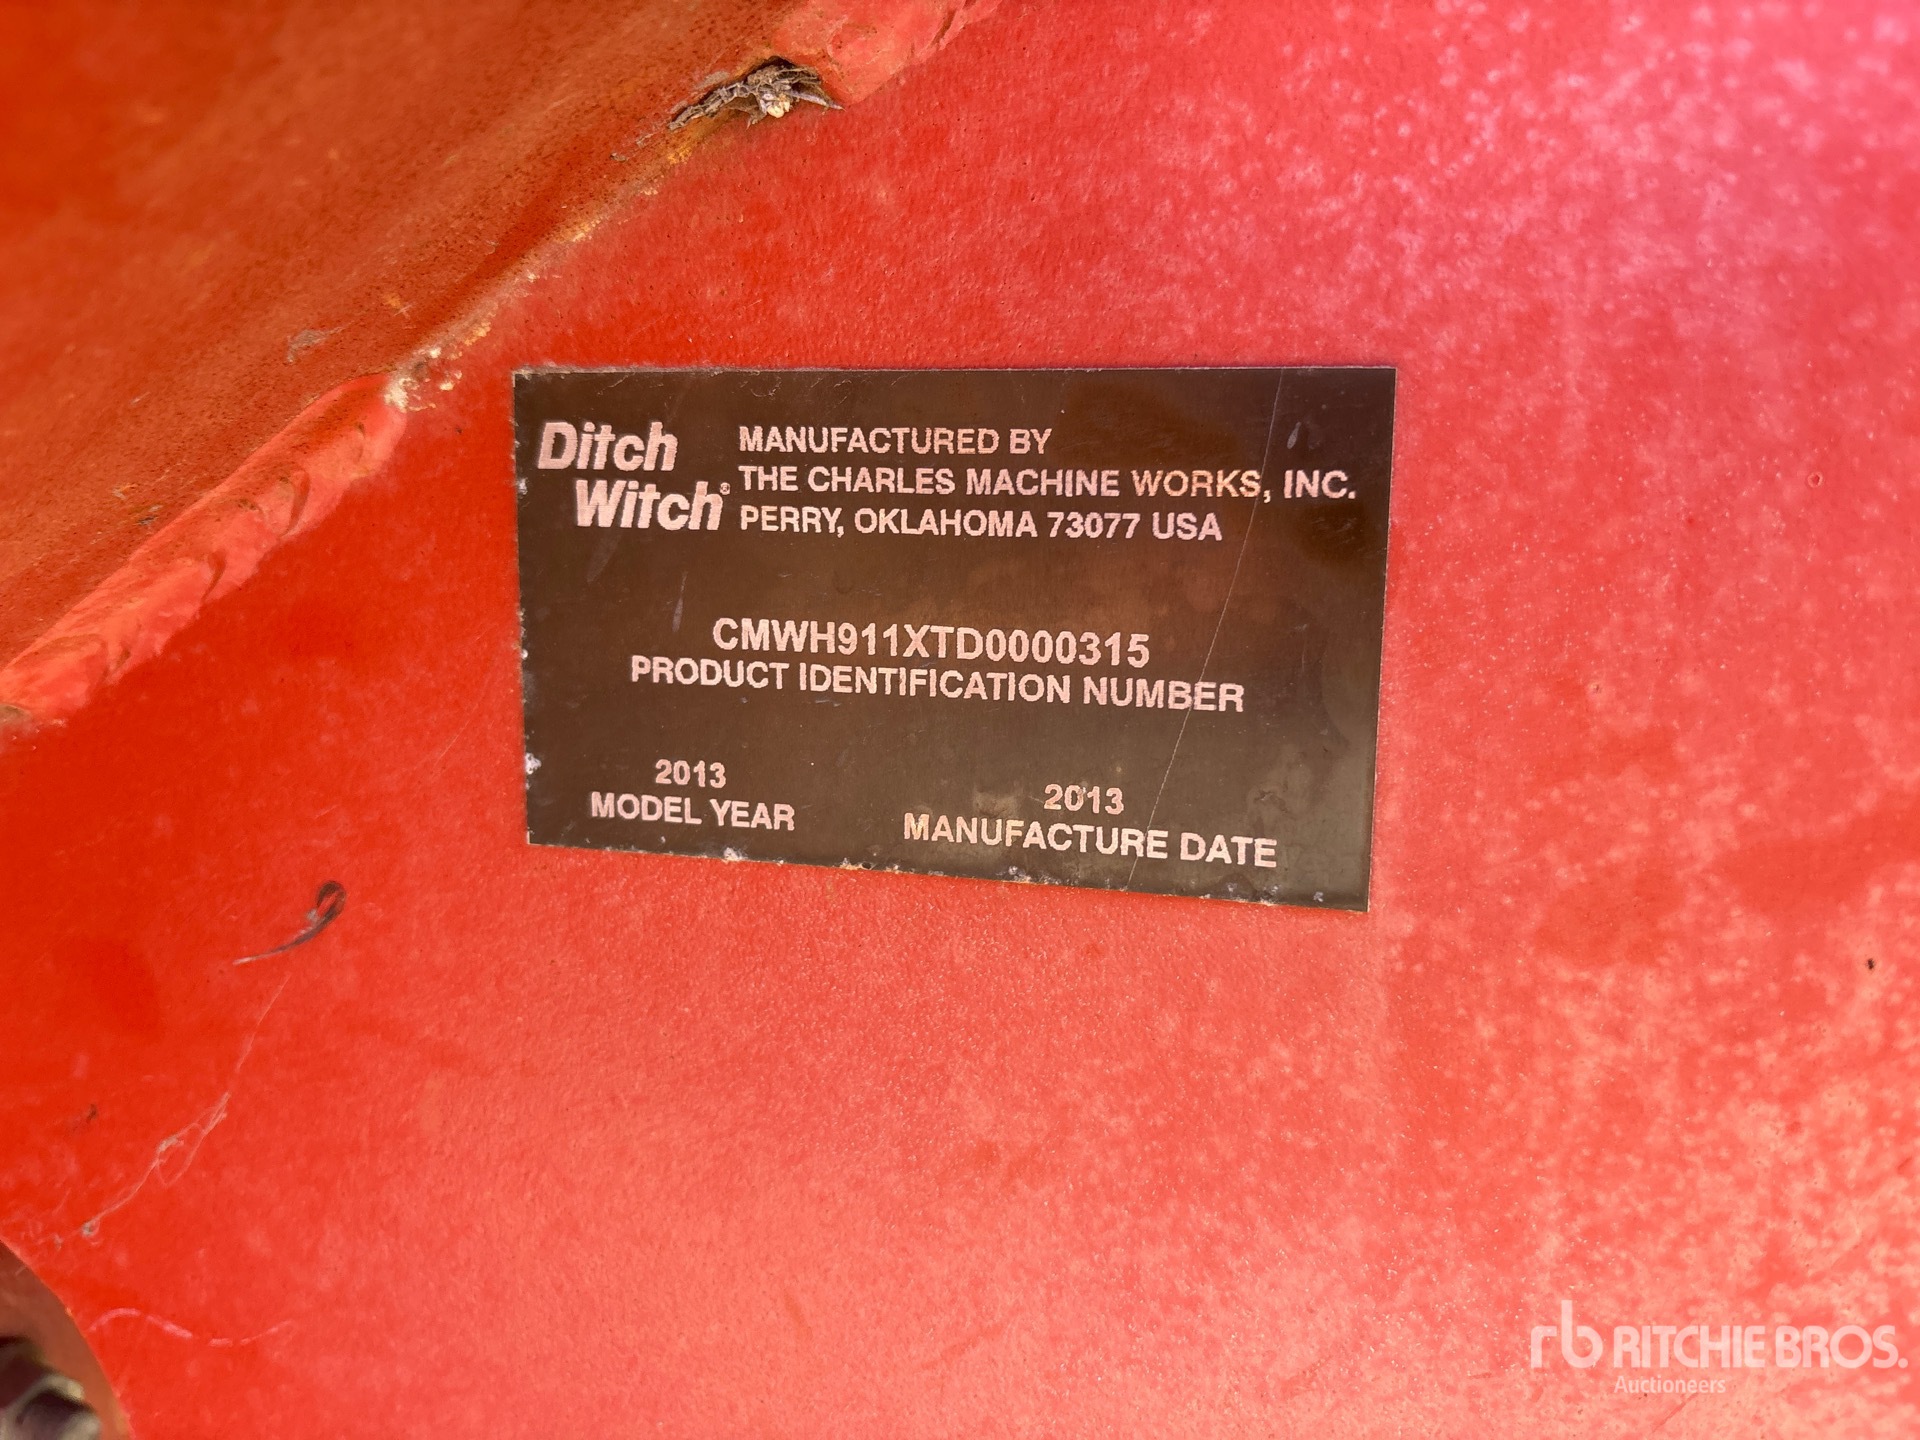 Ditch
Witch®
MANUFACTURED BY
THE CHARLES MACHINE WORKS, INC.
PERRY, OKLAHOMA 73077 USA
CMWH911XTD0000315
PRODUCT IDENTIFICATION NUMBER
2013
MODEL YEAR
2013
MANUFACTURE DATE
rb RITCHIE BROS.
Auctioneers